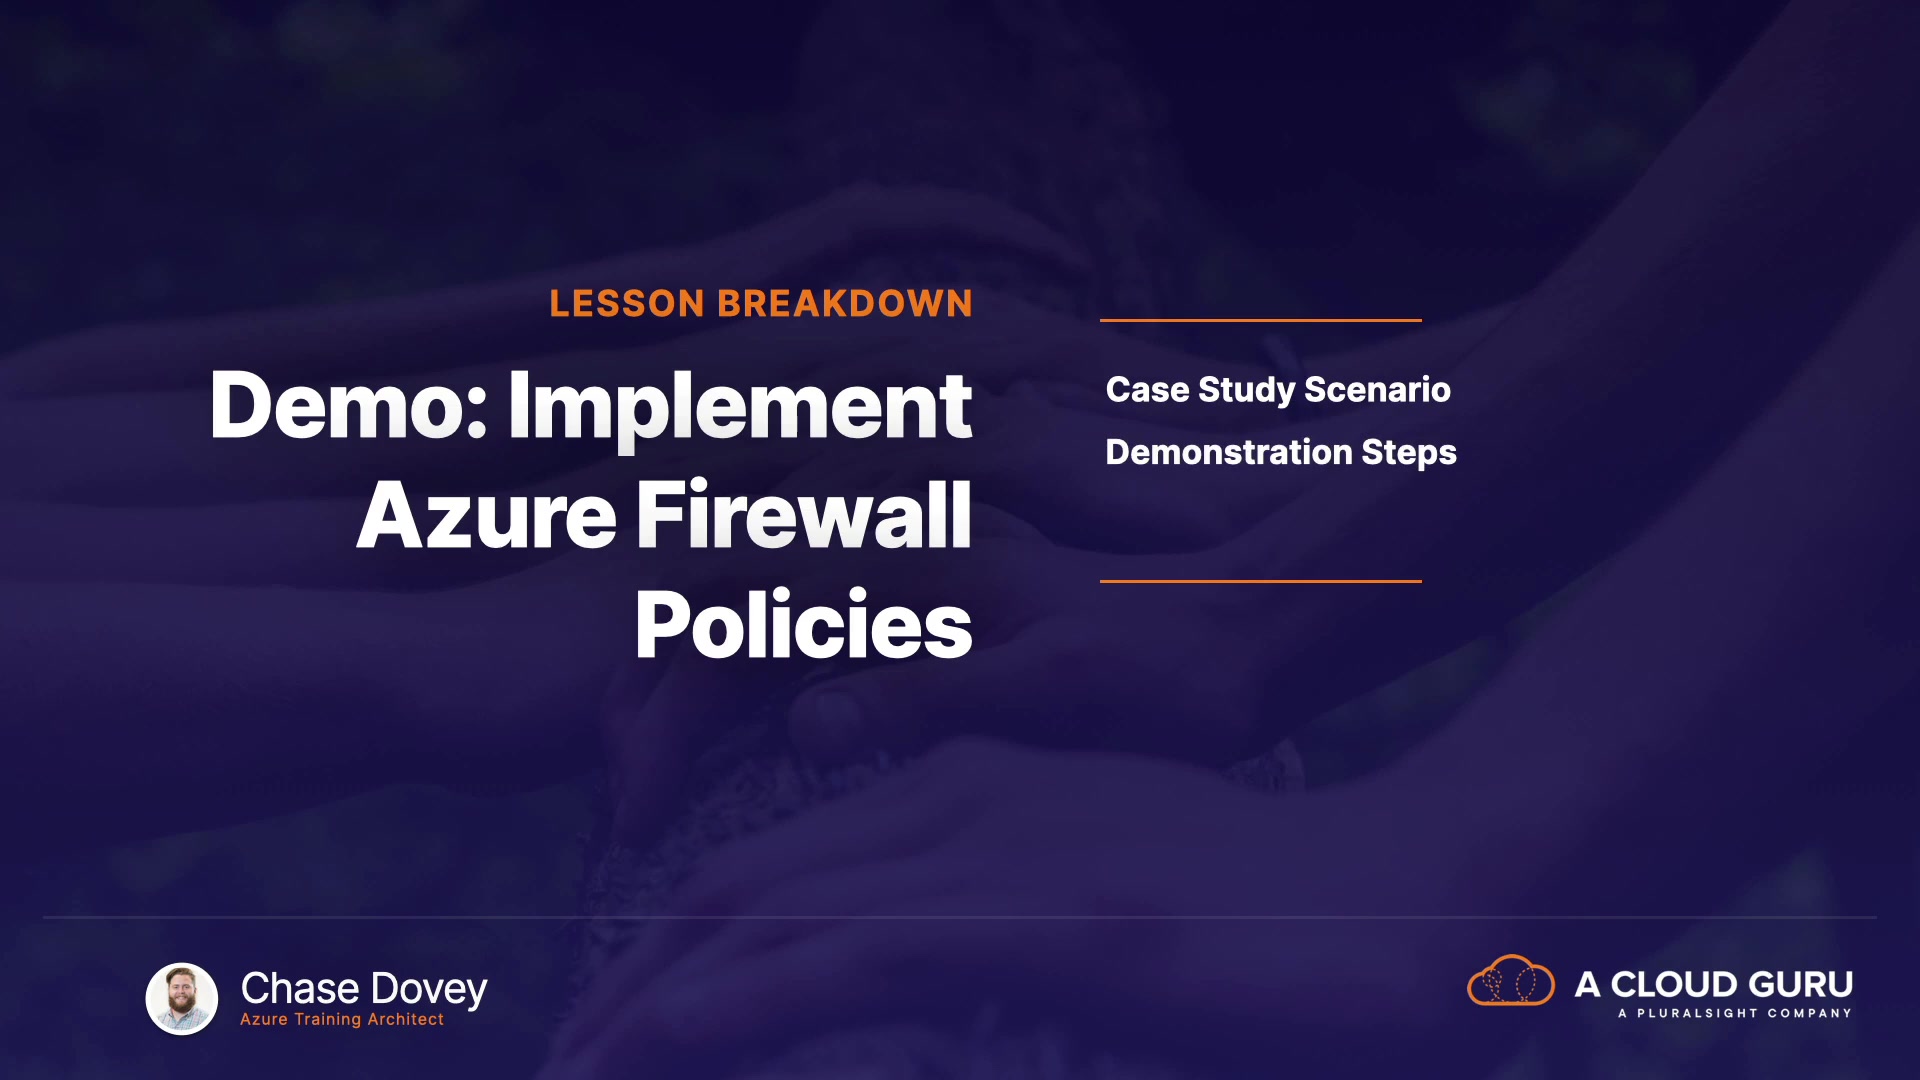 LESSON BREAKDOWN
Demo: Implement
Azure Firewall
Policies
Case Study Scenario
Demonstration Steps
Chase Dovey
Azure Training Architect
A CLOUD GURU
A PLURALSIGHT COMPANY